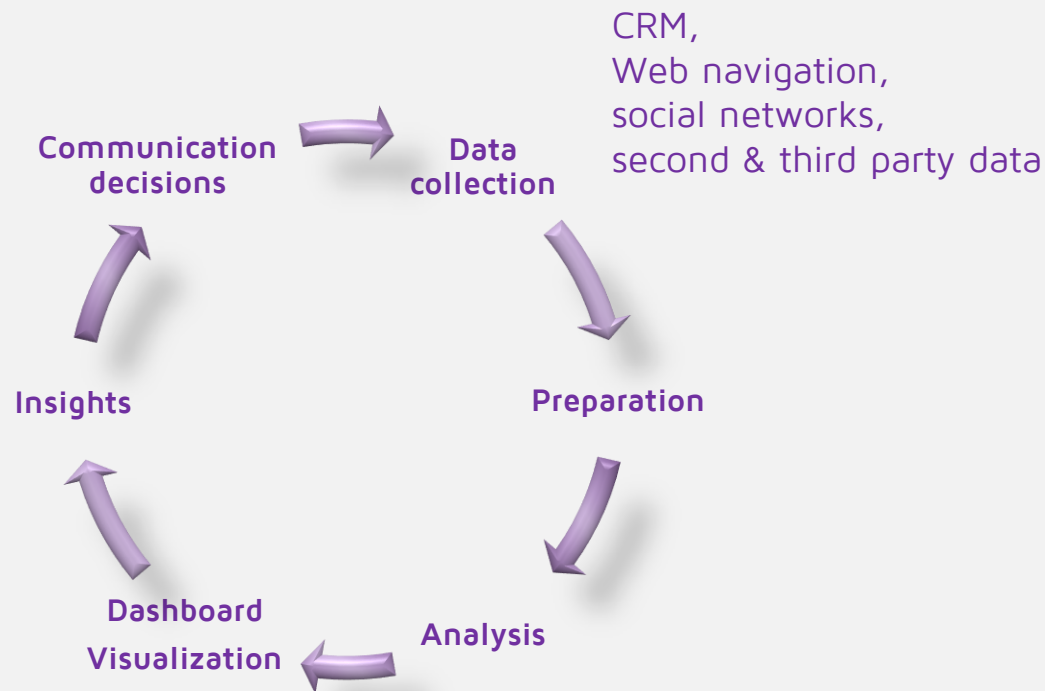 CRM,
Web navigation,
social networks,
second & third party data
Communication
decisions
Data
collection
Insights
Preparation
Dashboard
Visualization
Analysis